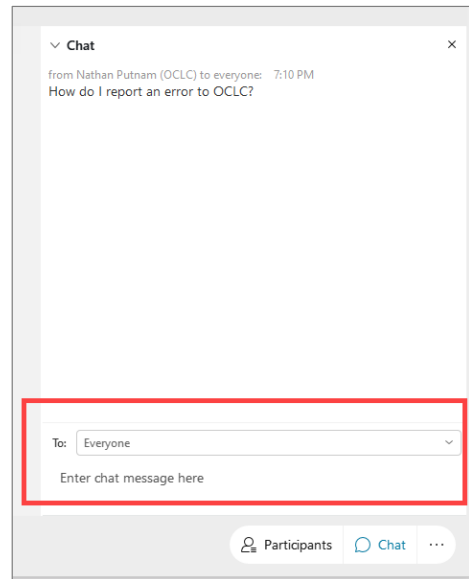 Chat
from Nathan Putnam (OCLC) to everyone: 7:10 PM
How do I report an error to OCLC?
To: Everyone
Enter chat message here
Participants Chat ...